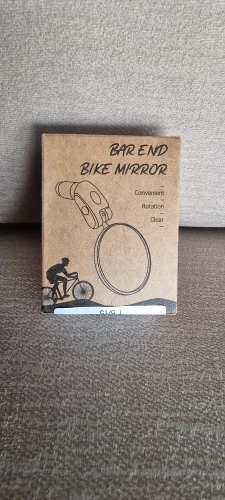 BAR END
BIKE MIRROR
Convenient
Rotation
Clear